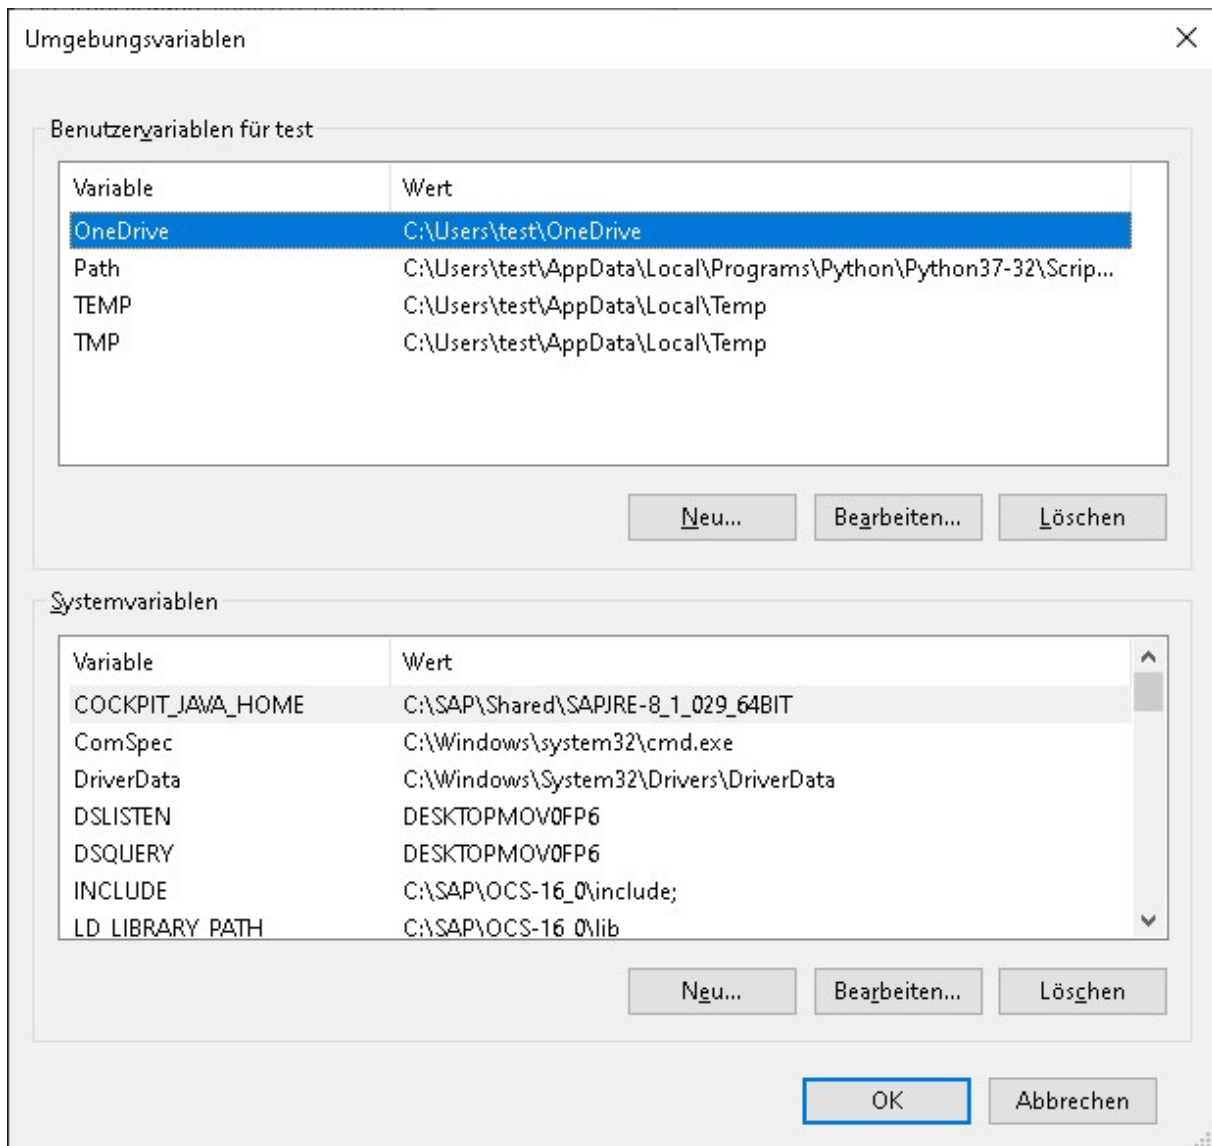 Umgebungsvariablen
Benutzervariablen für test
Variable Wert
OneDrive C:\Users\test\OneDrive
Path C:\Users\test\AppData\Local\Programs\Python\Python37-32\Scrip...
TEMP C:\Users\test\AppData\Local\Temp
TMP C:\Users\test\AppData\Local\Temp
Neu... Bearbeiten... Löschen
Systemvariablen
Variable Wert
COCKPIT_JAVA_HOME C:\SAP\Shared\SAPJRE-8_1_029_64BIT
ComSpec C:\Windows\system32\cmd.exe
DriverData C:\Windows\System32\Drivers\DriverData
DSLISTEN DESKTOPMOV0FP6
DSQUERY DESKTOPMOV0FP6
INCLUDE C:\SAP\OCS-16_0\include;
LD_LIBRARY_PATH C:\SAP\OCS-16_0\lib
Neu... Bearbeiten... Löschen
OK Abbrechen